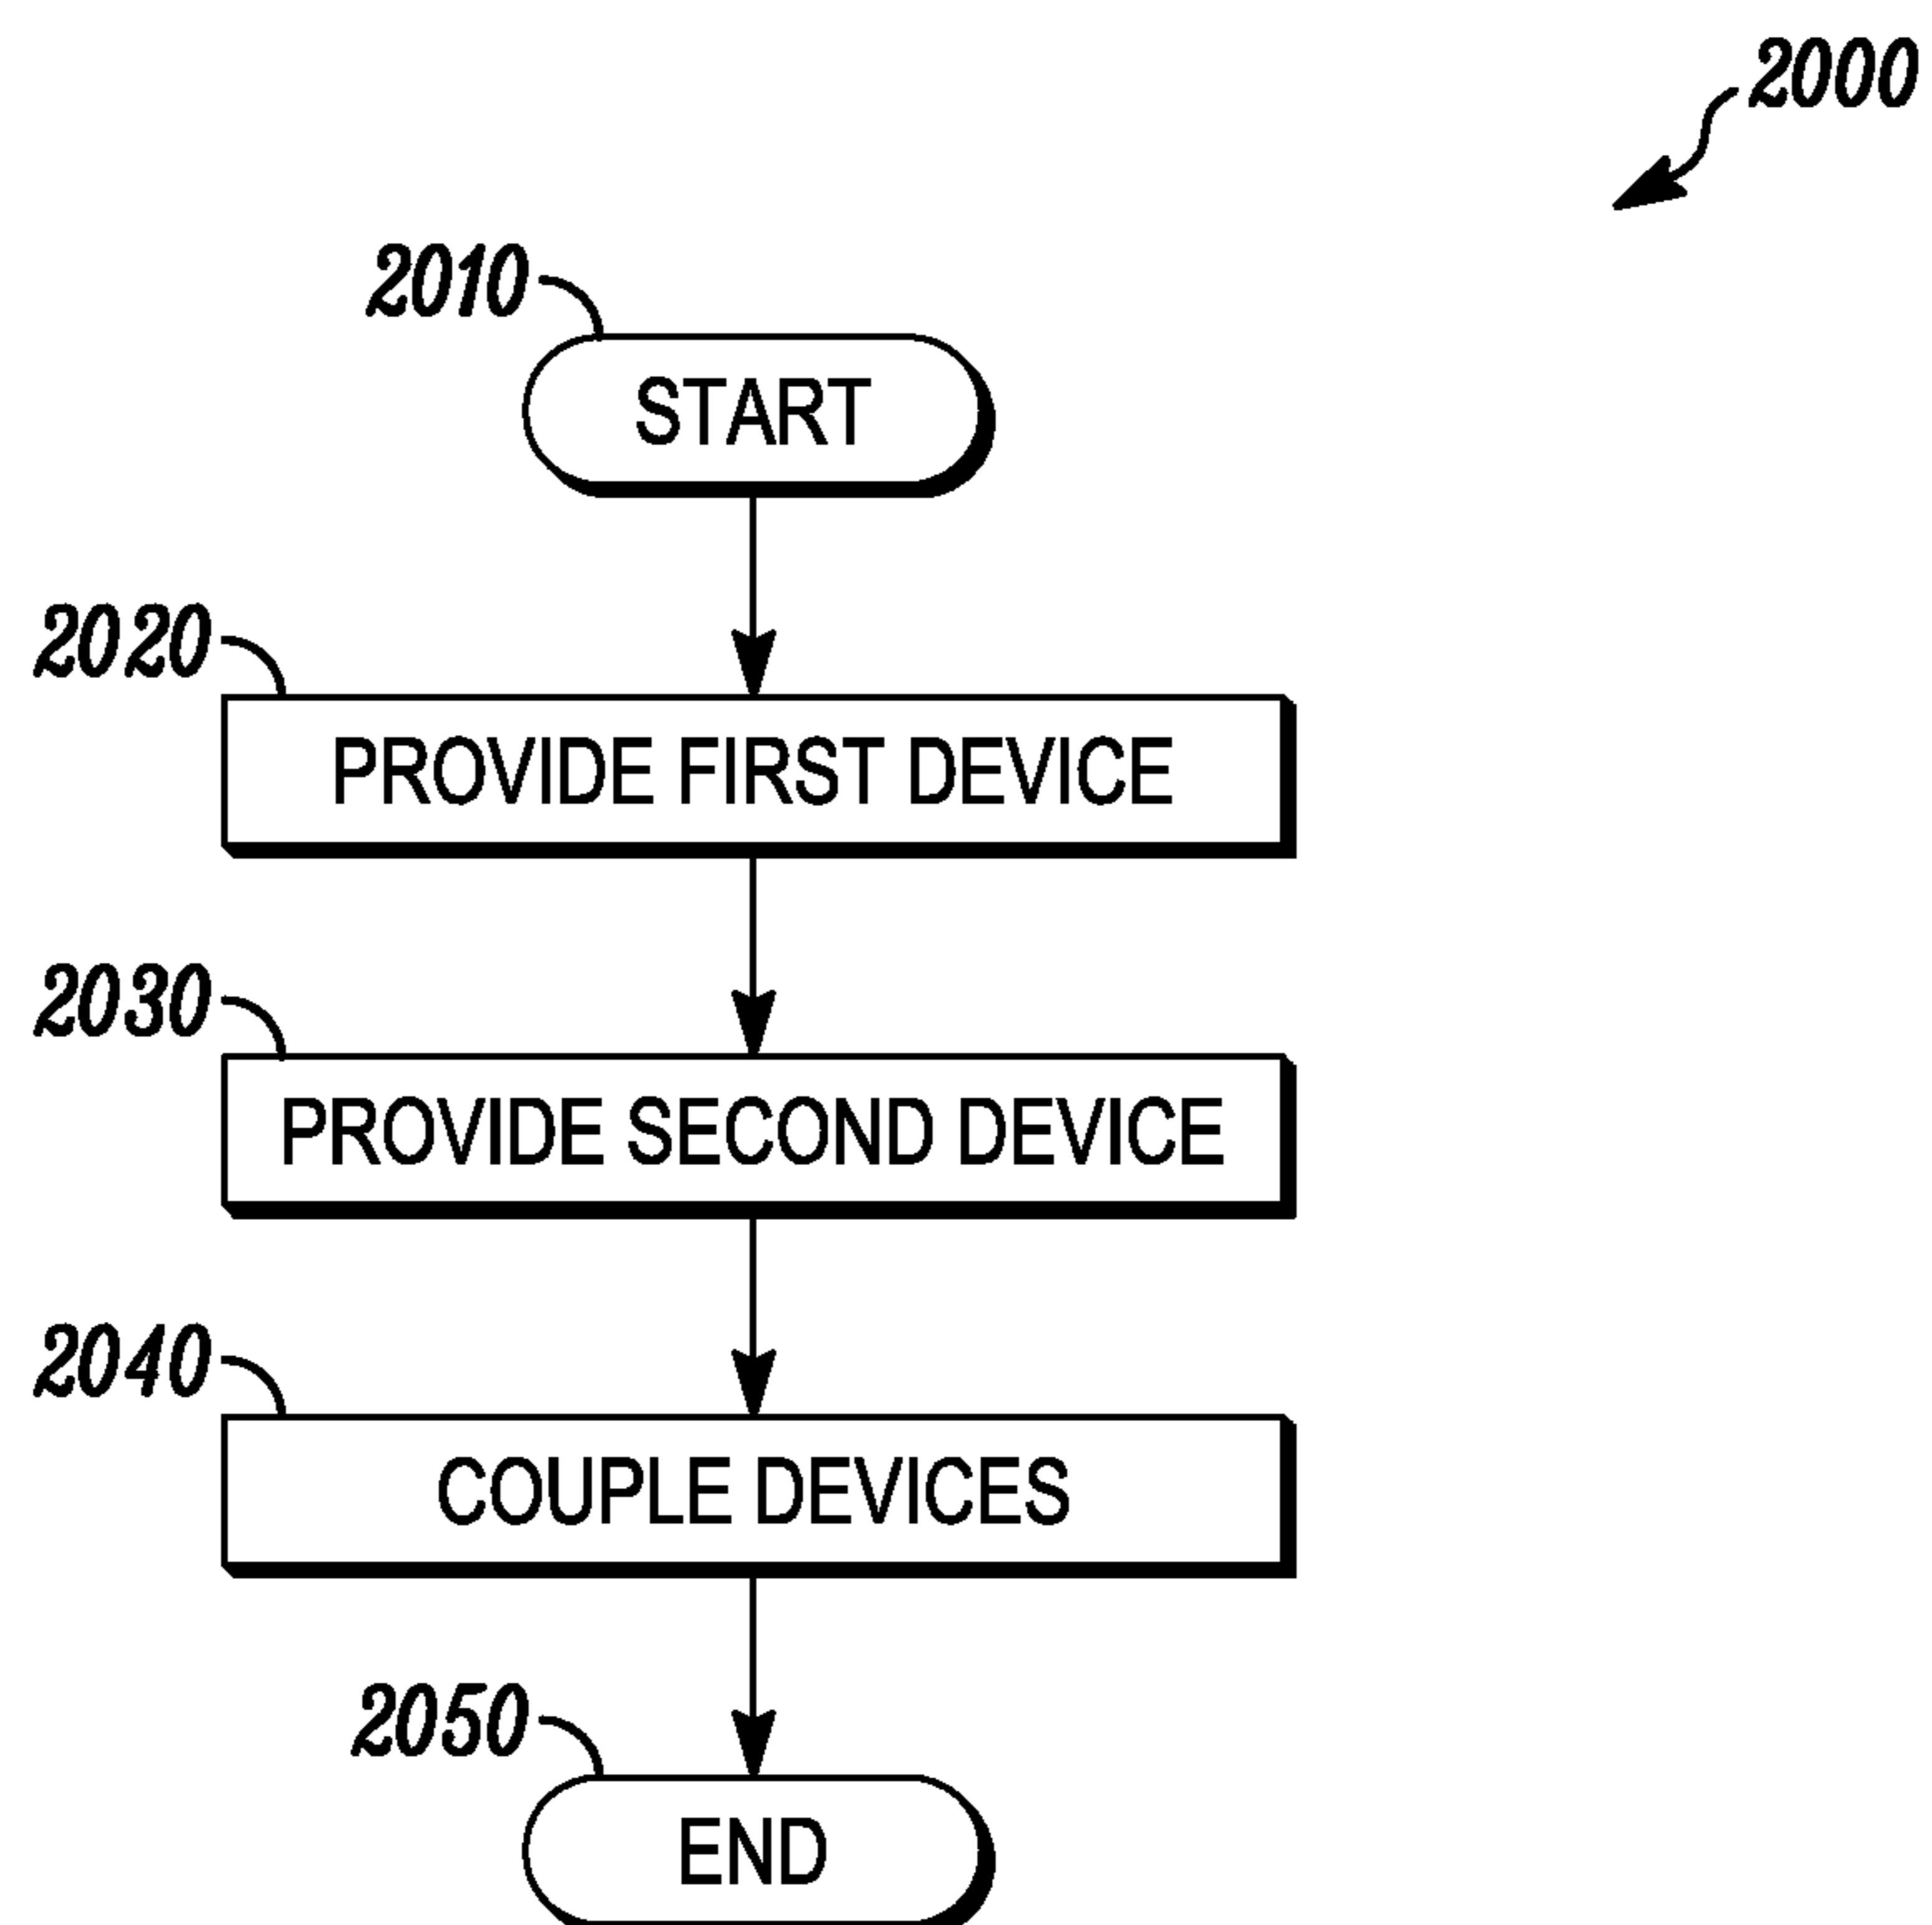 2000
2010
START
2020
PROVIDE FIRST DEVICE
2030
PROVIDE SECOND DEVICE
2040
COUPLE DEVICES
2050
END